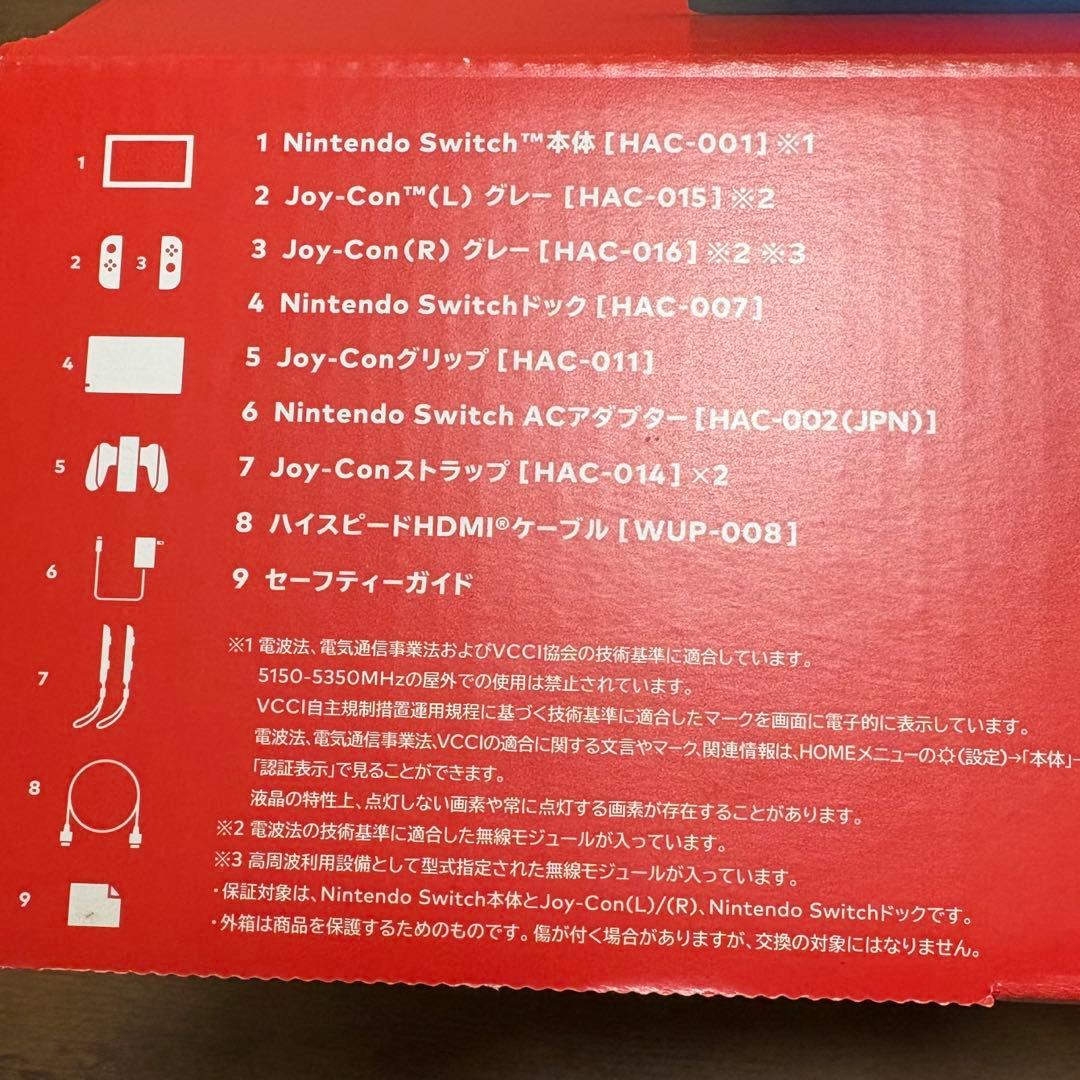 1 Nintendo Switch™本体 [HAC-001] ※1
2 Joy-Con™(L) グレー [HAC-015] ※2
3 Joy-Con(R) グレー [HAC-016] ※2 ※3
4 Nintendo Switchドック [HAC-007]
5 Joy-Conグリップ [HAC-011]
6 Nintendo Switch ACアダプター [HAC-002(JPN)]
7 Joy-Conストラップ [HAC-014] ×2
8 ハイスピードHDMI®ケーブル [WUP-008]
9 セーフティーガイド
1
2 3
4
5
6
7
8
9
※1 電波法、電気通信事業法およびVCCI協会の技術基準に適合しています。
5150-5350MHzの屋外での使用は禁止されています。
VCCI自主規制措置運用規程に基づく技術基準に適合したマークを画面に電子的に表示しています。
電波法、電気通信事業法、VCCIの適合に関する文言やマーク、関連情報は、HOMEメニューの(設定)→「本体」→
「認証表示」で見ることができます。
液晶の特性上、点灯しない画素や常に点灯する画素が存在することがあります。
※2 電波法の技術基準に適合した無線モジュールが入っています。
※3 高周波利用設備として型式指定された無線モジュールが入っています。
・保証対象は、Nintendo Switch本体とJoy-Con(L)/(R)、Nintendo Switchドックです。
・外箱は商品を保護するためのものです。傷が付く場合がありますが、交換の対象にはなりません。